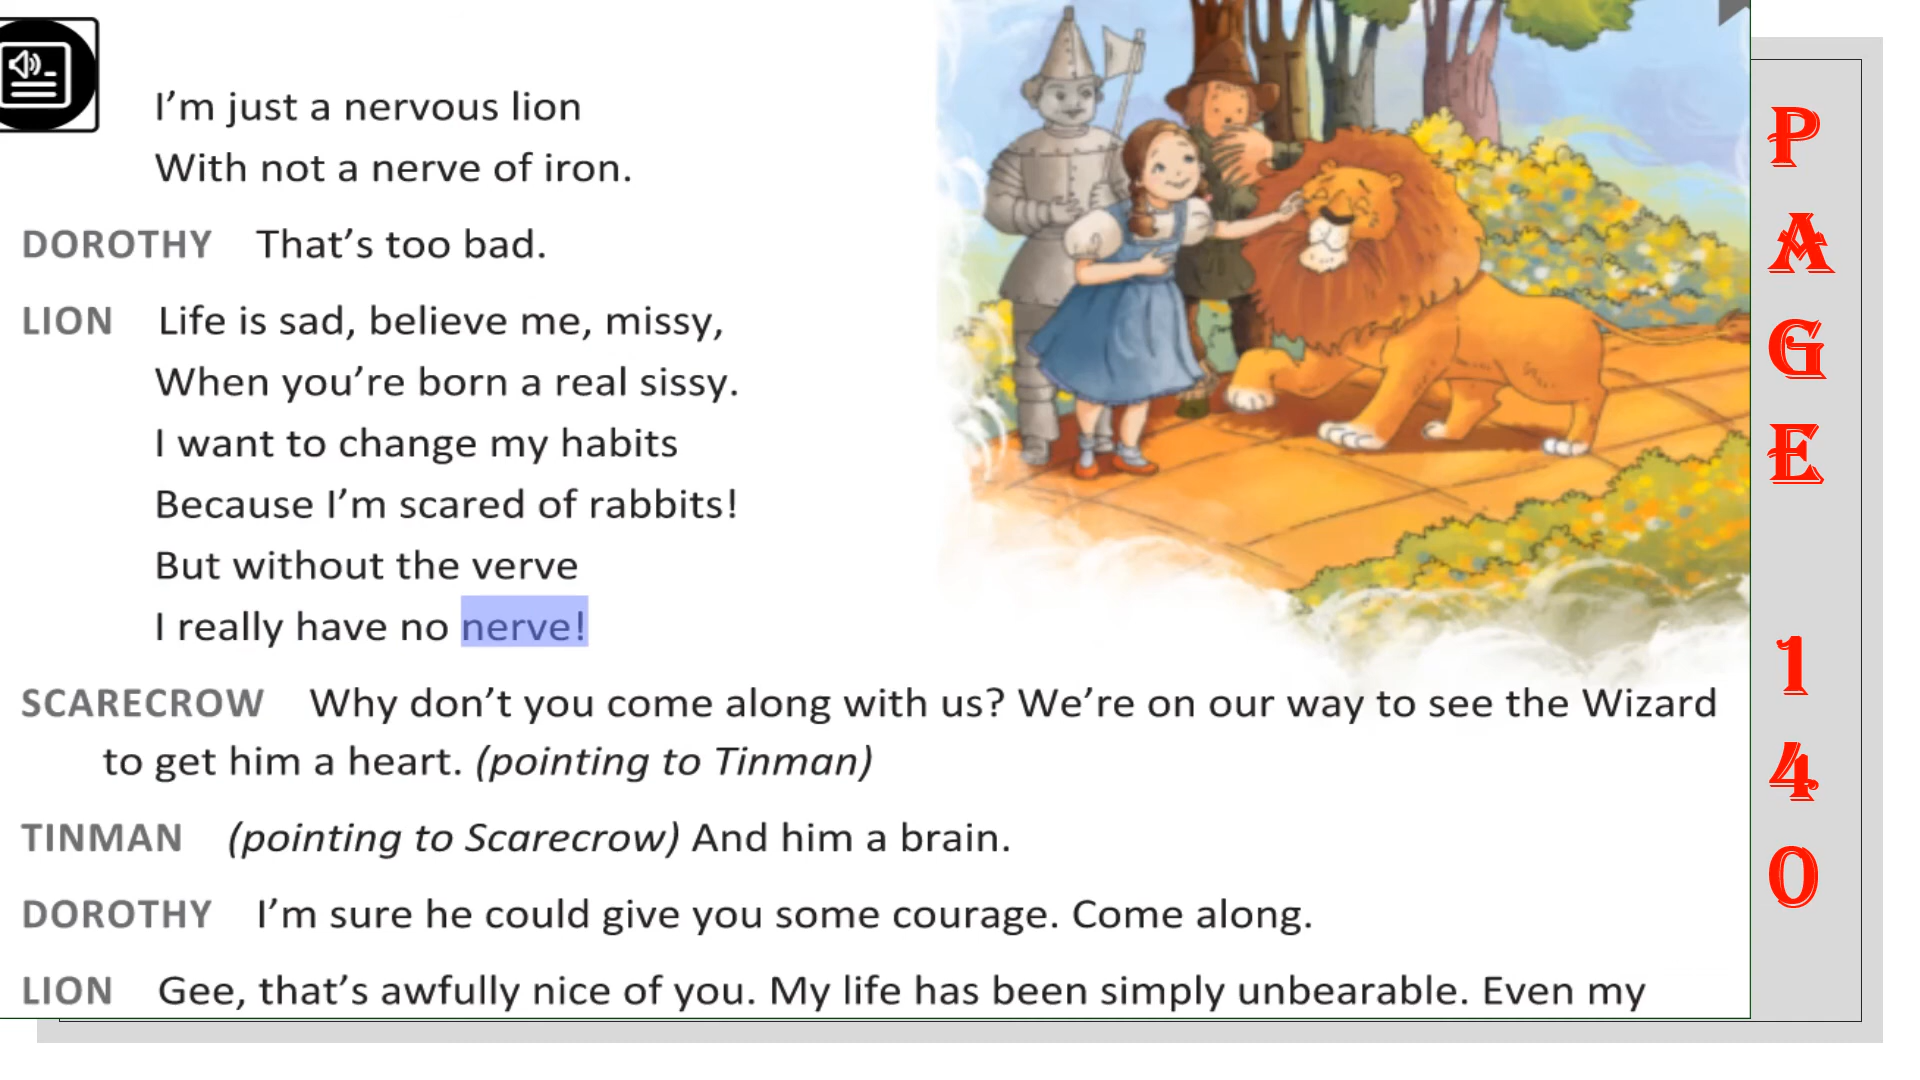 I'm just a nervous lion
With not a nerve of iron.
DOROTHY That's too bad.
LION Life is sad, believe me, missy,
When you're born a real sissy.
I want to change my habits
Because I'm scared of rabbits!
But without the verve
I really have no nerve!
SCARECROW Why don't you come along with us? We're on our way to see the Wizard
to get him a heart. (pointing to Tinman)
TINMAN (pointing to Scarecrow) And him a brain.
DOROTHY I'm sure he could give you some courage. Come along.
LION Gee, that's awfully nice of you. My life has been simply unbearable. Even my
PAGE 140